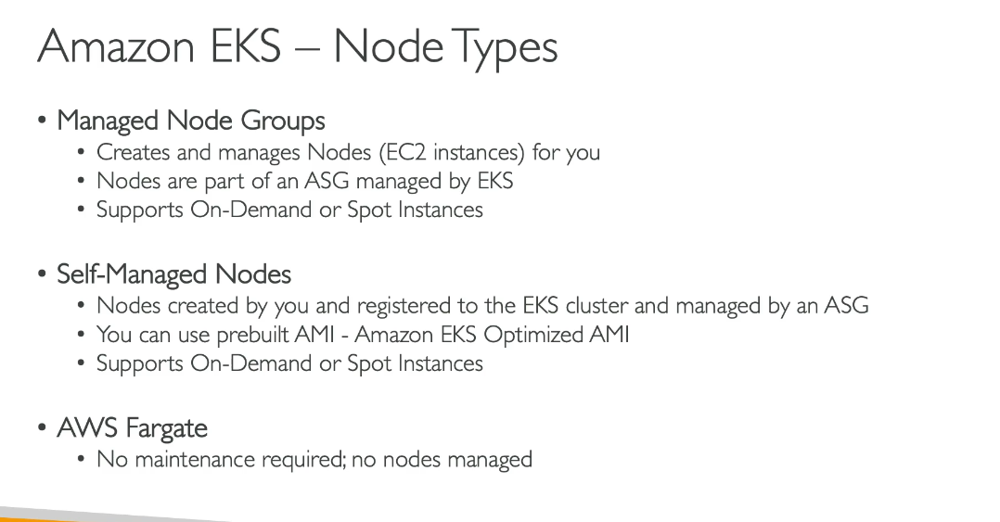 Amazon EKS – Node Types
• Managed Node Groups
• Creates and manages Nodes (EC2 instances) for you
• Nodes are part of an ASG managed by EKS
• Supports On-Demand or Spot Instances
• Self-Managed Nodes
• Nodes created by you and registered to the EKS cluster and managed by an ASG
• You can use prebuilt AMI - Amazon EKS Optimized AMI
• Supports On-Demand or Spot Instances
• AWS Fargate
• No maintenance required; no nodes managed